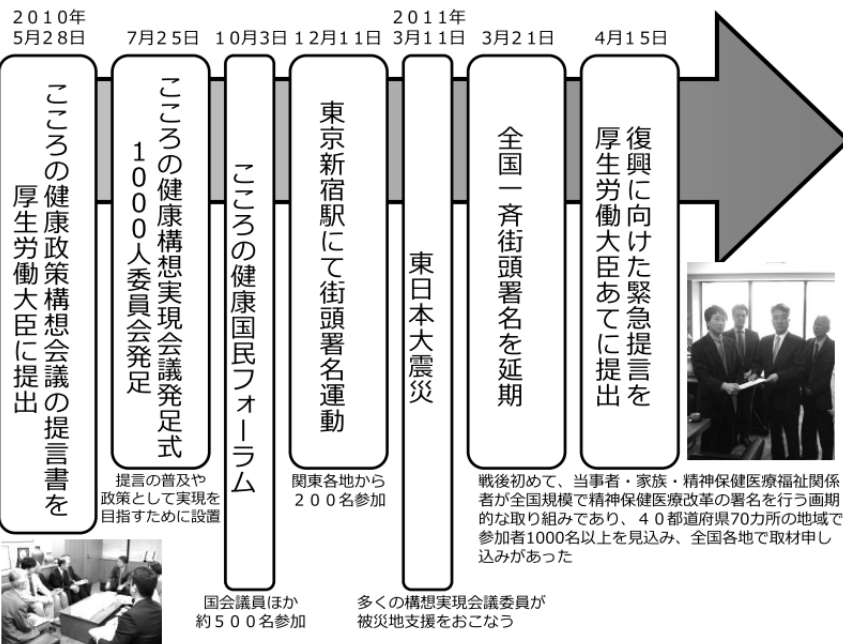 2010年
5月28日
こころの健康政策構想会議の提言書を
厚生労働大臣に提出
7月25日
こころの健康構想実現会議発足式
1000人委員会発足
提言の普及や
政策として実現を
目指すために設置
10月3日
こころの健康国民フォーラム
国会議員ほか
約500名参加
12月11日
東京新宿駅にて街頭署名運動
関東各地から
200名参加
2011年
3月11日
東日本大震災
多くの構想実現会議委員が
被災地支援をおこなう
3月21日
全国一斉街頭署名を延期
戦後初めて、当事者・家族・精神保健医療福祉関係
者が全国規模で精神保健医療改革の署名を行う画期
的な取り組みであり、40都道府県70カ所の地域で
参加者1000名以上を見込み、全国各地で取材申し
込みがあった
4月15日
復興に向けた緊急提言を
厚生労働大臣あてに提出